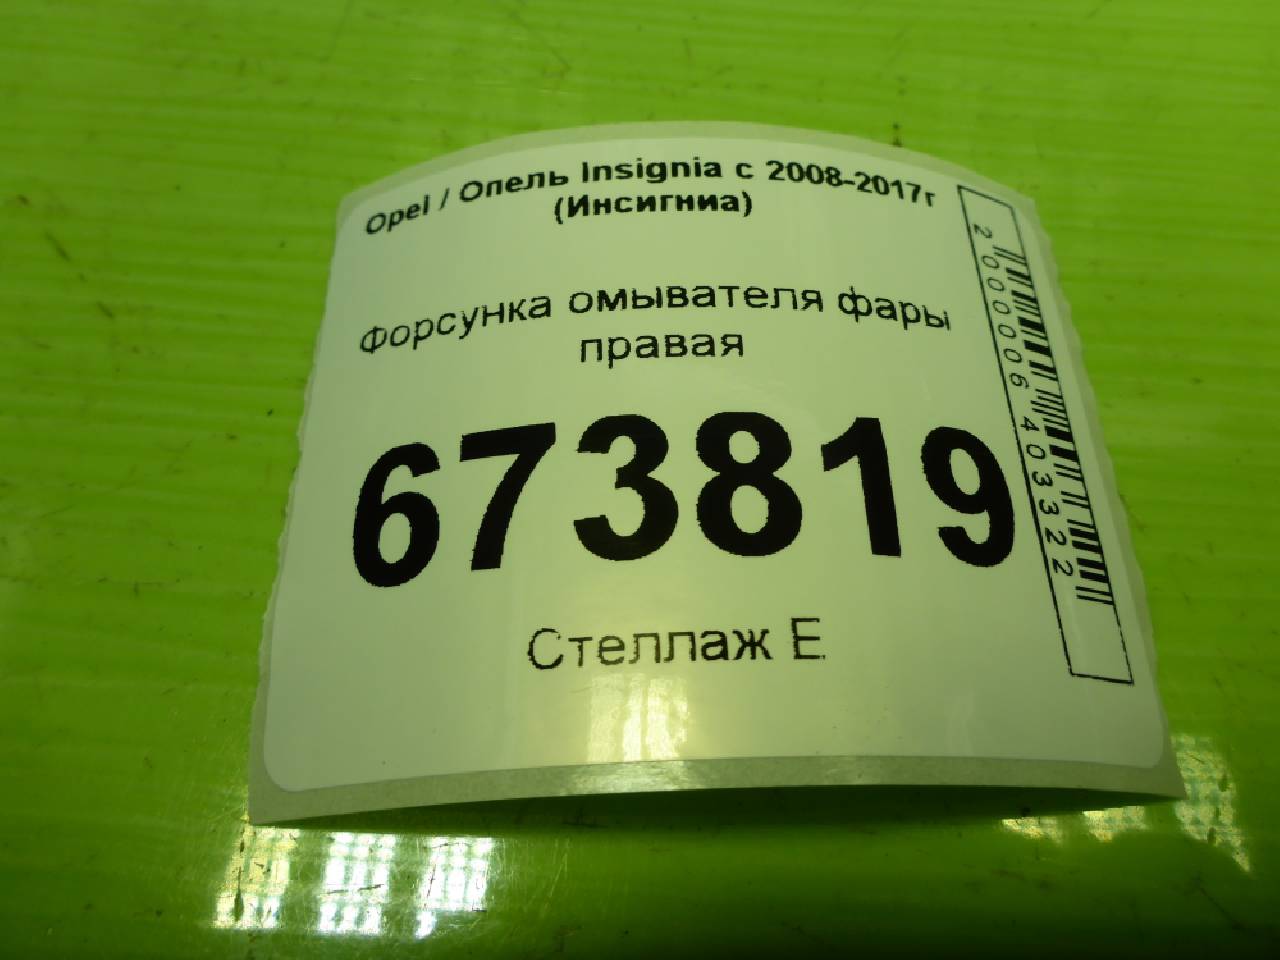 Opel / Опель Insignia с 2008-2017г
(Инсигниа)
Форсунка омывателя фары
правая
673819
Стеллаж Е
2000006403322